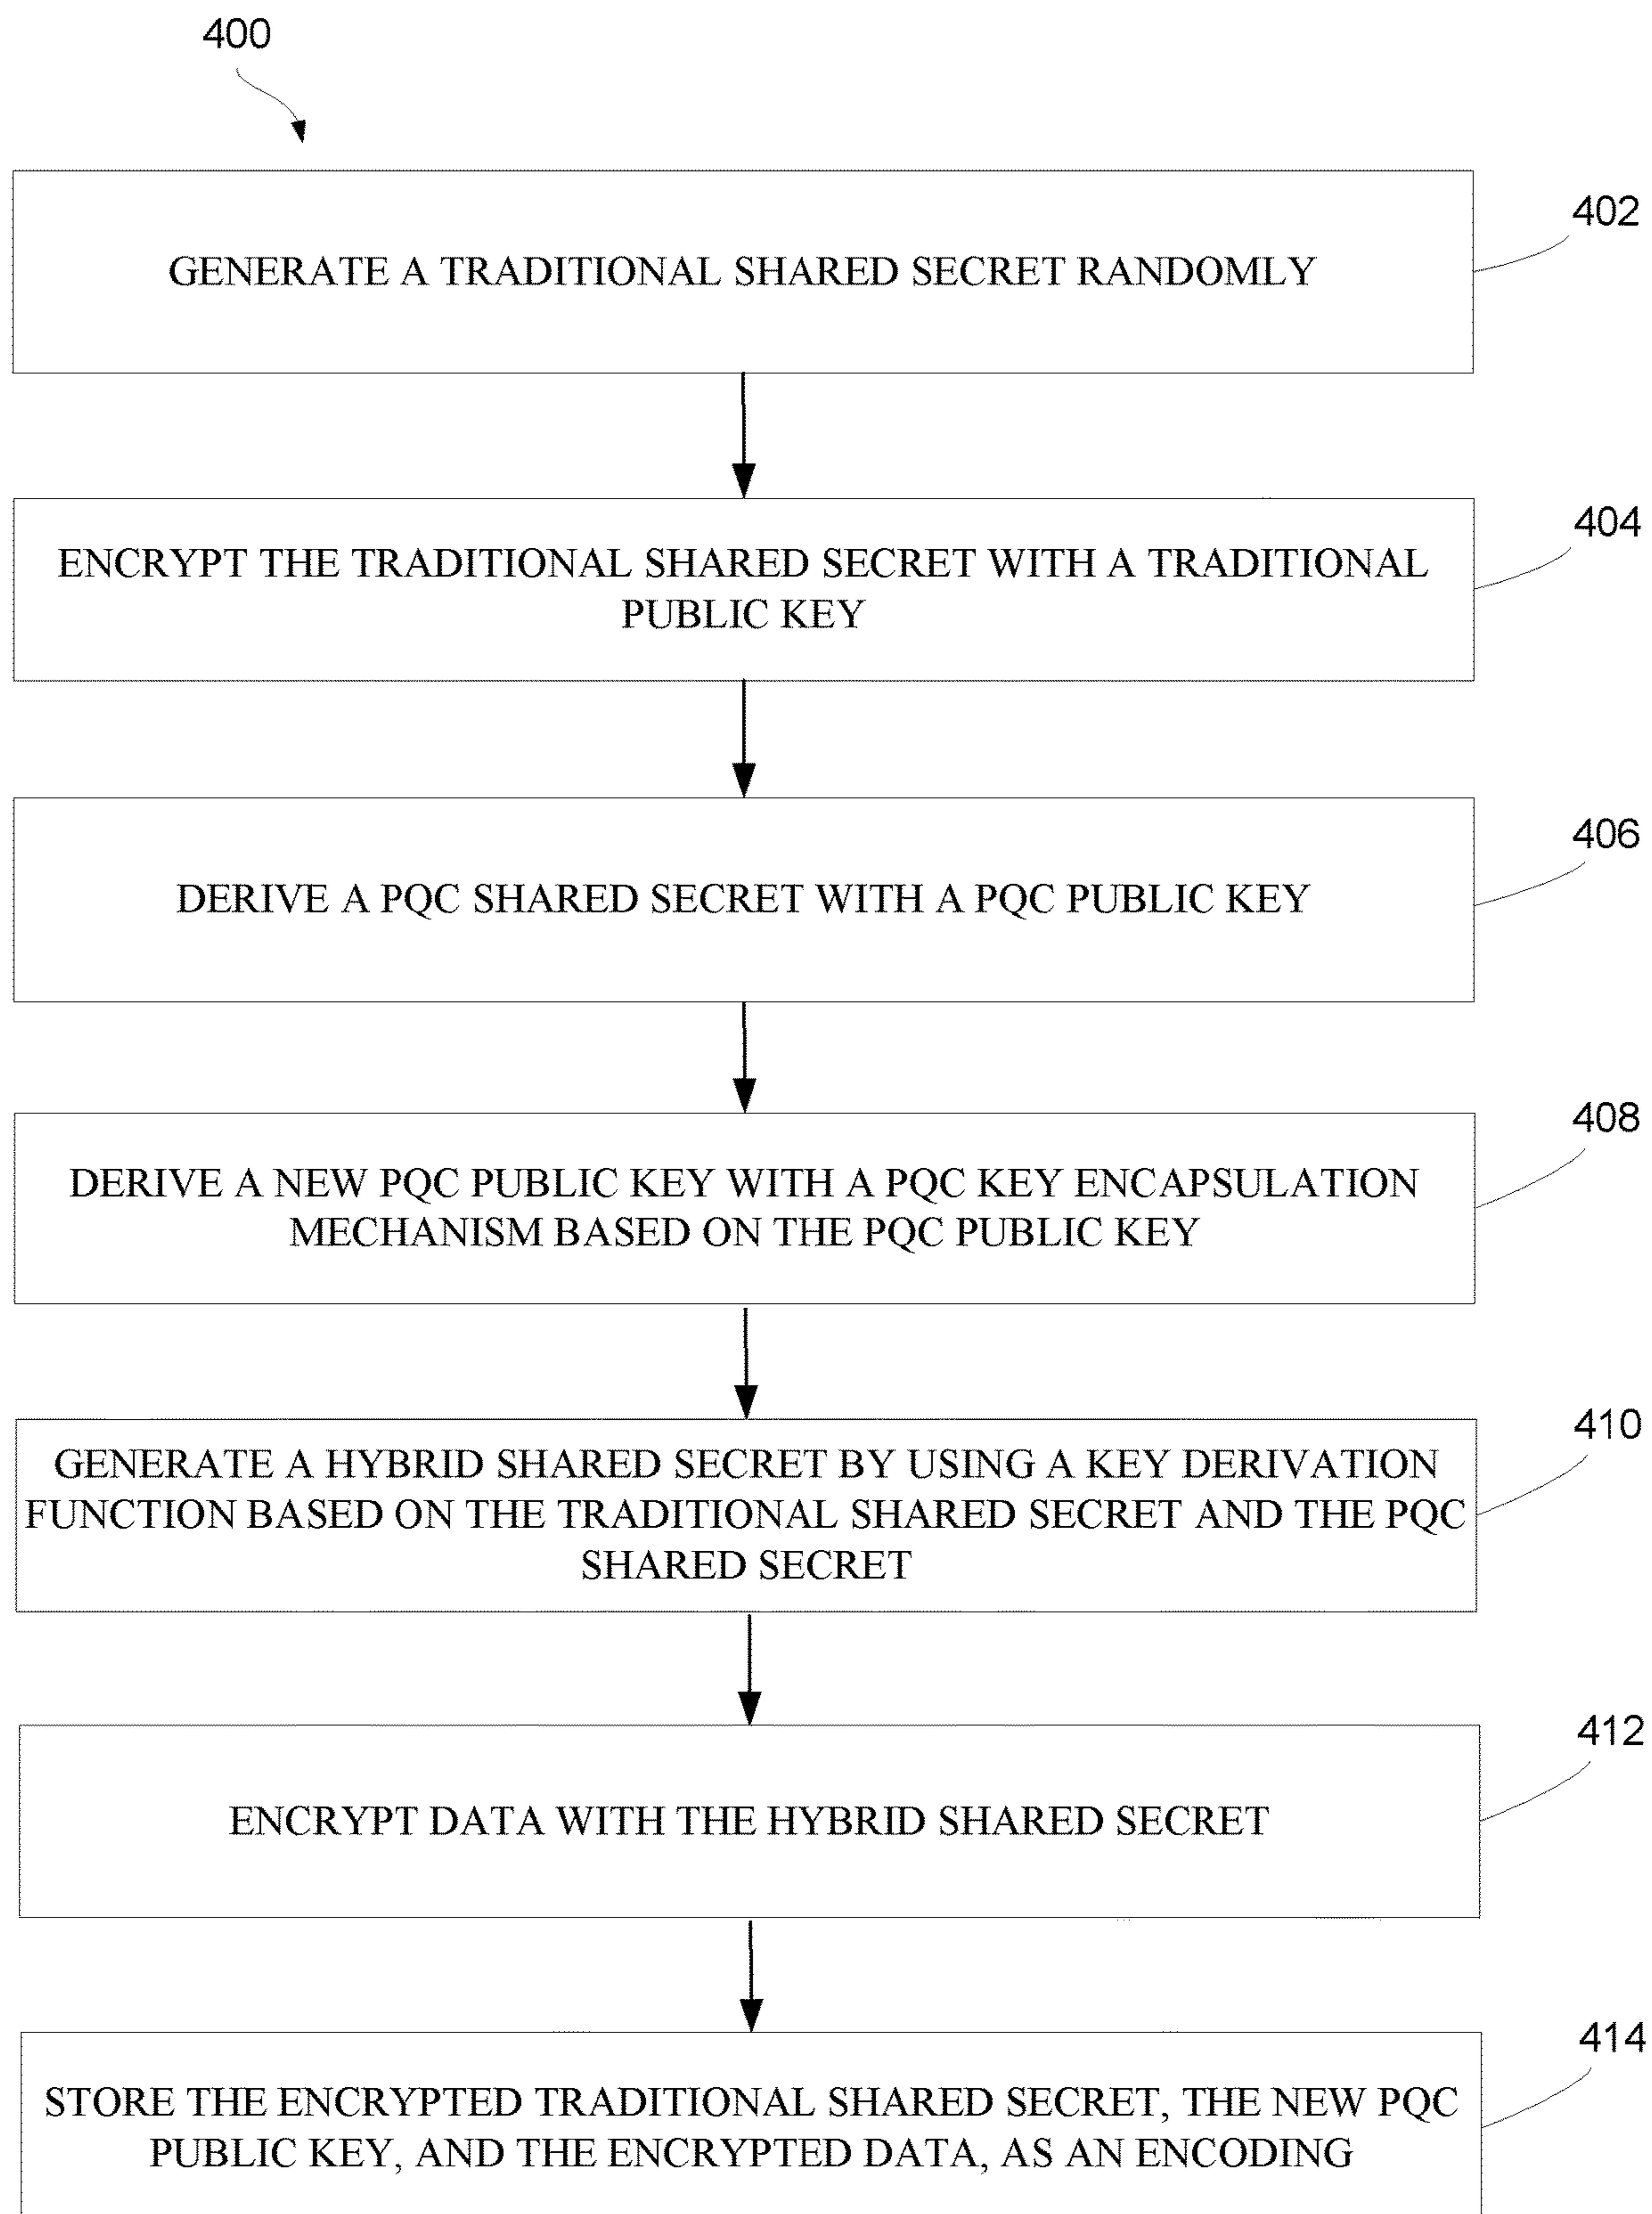 400
GENERATE A TRADITIONAL SHARED SECRET RANDOMLY
402
ENCRYPT THE TRADITIONAL SHARED SECRET WITH A TRADITIONAL
PUBLIC KEY
404
DERIVE A PQC SHARED SECRET WITH A PQC PUBLIC KEY
406
DERIVE A NEW PQC PUBLIC KEY WITH A PQC KEY ENCAPSULATION
MECHANISM BASED ON THE PQC PUBLIC KEY
408
GENERATE A HYBRID SHARED SECRET BY USING A KEY DERIVATION
FUNCTION BASED ON THE TRADITIONAL SHARED SECRET AND THE PQC
SHARED SECRET
410
ENCRYPT DATA WITH THE HYBRID SHARED SECRET
412
STORE THE ENCRYPTED TRADITIONAL SHARED SECRET, THE NEW PQC
PUBLIC KEY, AND THE ENCRYPTED DATA, AS AN ENCODING
414